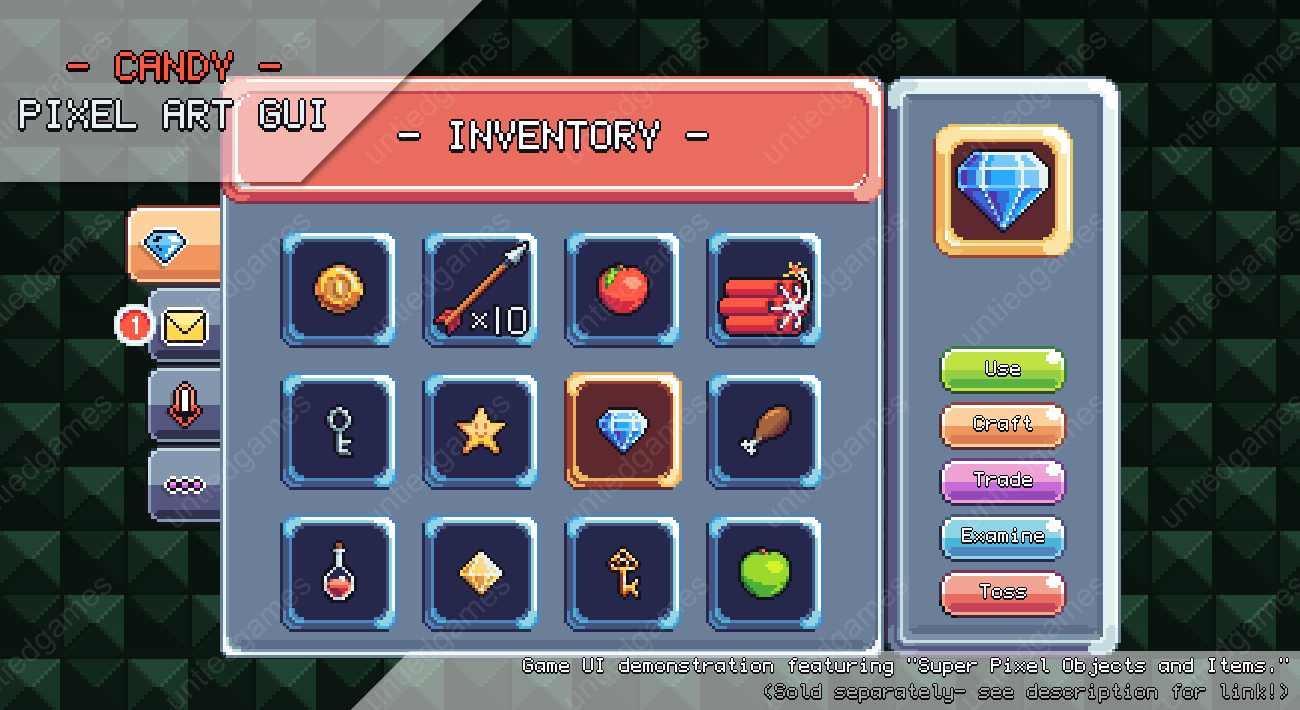 - CANDY -
PIXEL ART GUI
- INVENTORY -
×10
1
Use
Craft
Trade
Examine
Toss
Game UI demonstration featuring "Super Pixel Objects and Items."
(Sold separately- see description for link!)
untiedgames